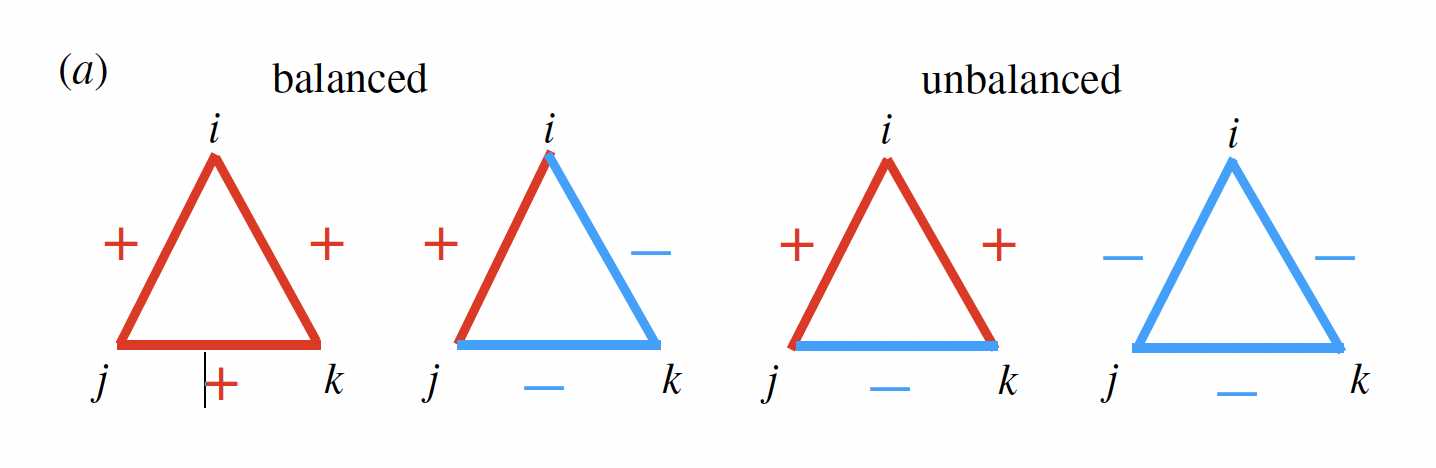 (a) balanced unbalanced
i i i i
+ + + − + + − −
j + k j − k j − k j − k